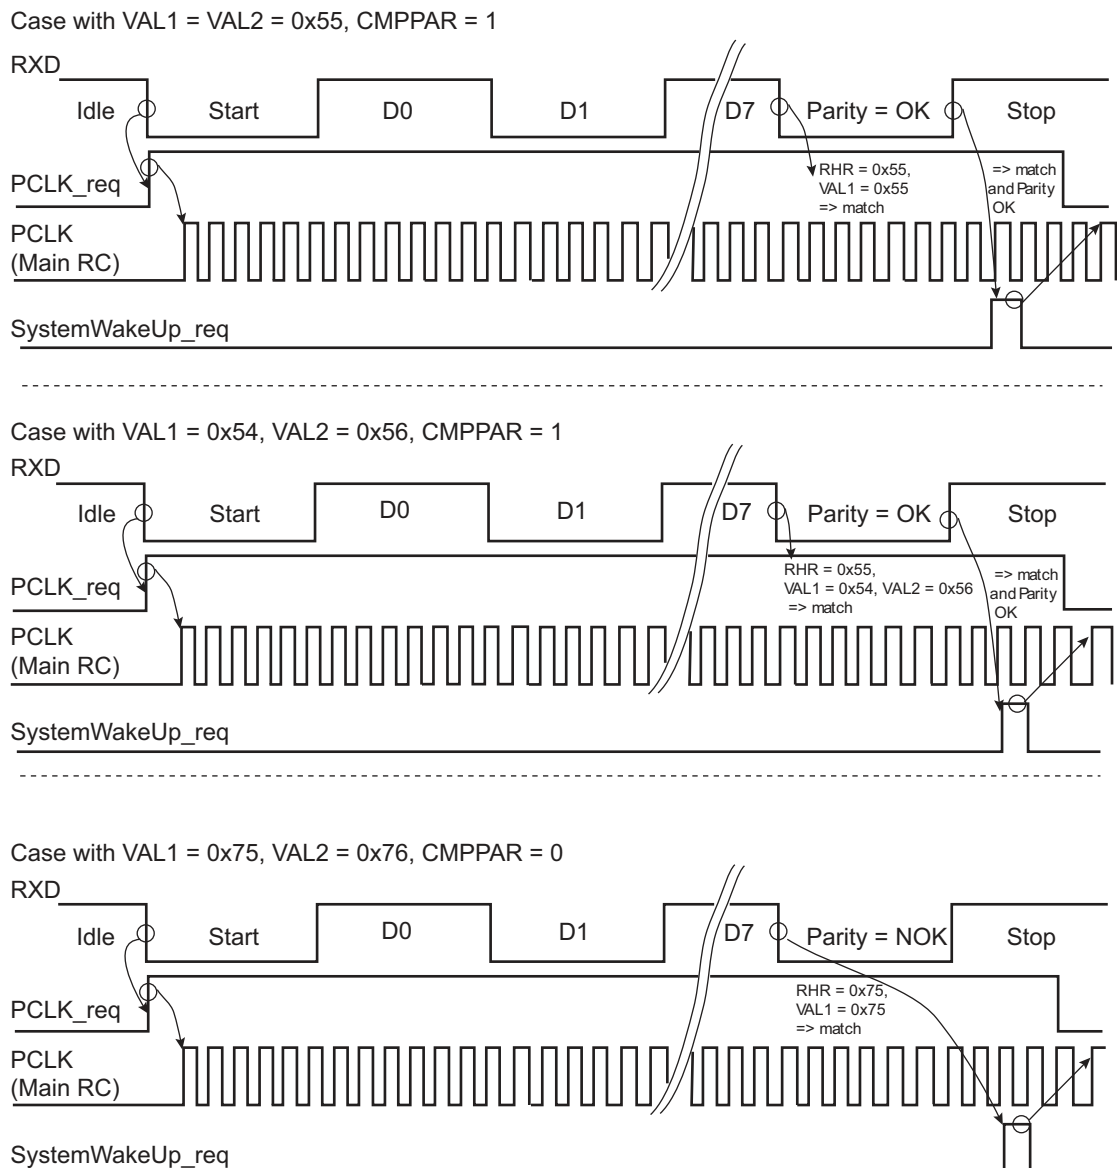 Case with VAL1 = VAL2 = 0x55, CMPPAR = 1
RXD
Idle Start D0 D1 D7 Parity = OK Stop
PCLK_req
RHR = 0x55,
VAL1 = 0x55
=> match
=> match
and Parity
OK
PCLK
(Main RC)
SystemWakeUp_req
Case with VAL1 = 0x54, VAL2 = 0x56, CMPPAR = 1
RXD
Idle Start D0 D1 D7 Parity = OK Stop
PCLK_req
RHR = 0x55,
VAL1 = 0x54, VAL2 = 0x56
=> match
=> match
and Parity
OK
PCLK
(Main RC)
SystemWakeUp_req
Case with VAL1 = 0x75, VAL2 = 0x76, CMPPAR = 0
RXD
Idle Start D0 D1 D7 Parity = NOK Stop
PCLK_req
RHR = 0x75,
VAL1 = 0x75
=> match
PCLK
(Main RC)
SystemWakeUp_req